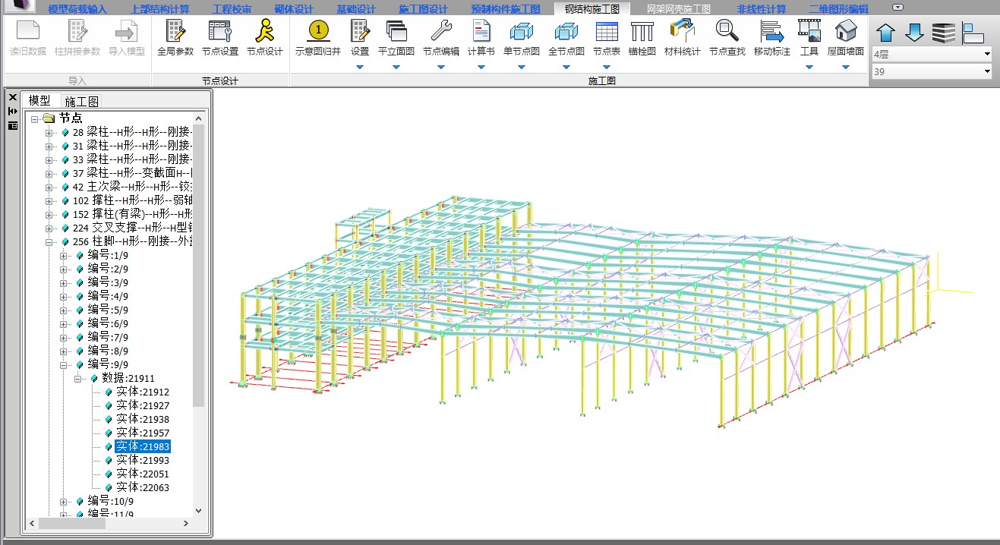 模型荷载输入 上部结构计算 工程校审 砌体设计 基础设计 施工图设计 预制构件施工图 钢结构施工图 网架网壳施工图 非线性计算 二维图形编辑
1
读旧数据 柱拼接参数 导入模型 全局参数 节点设置 节点设计 示意图归并 设置 平立面图 节点编辑 计算书 单节点图 全节点图 节点表 锚栓图 材料统计 节点查找 移动标注 工具 屋面墙面
4层
39
导入 节点设计 施工图
模型 施工图
节点
28 梁柱--H形--H形--刚接-
31 梁柱--H形--H形--刚接-
33 梁柱--H形--H形--刚接-
37 梁柱--H形--变截面H--
42 主次梁--H形--H形--铰
102 撑柱--H形--H形--弱轴
152 撑柱(有梁)--H形--H形
224 交叉支撑--H形--H型
256 柱脚--H形--刚接--外
编号:1/9
编号:2/9
编号:3/9
编号:4/9
编号:5/9
编号:6/9
编号:7/9
编号:8/9
编号:9/9
数据:21911
实体:21912
实体:21927
实体:21938
实体:21957
实体:21983
实体:21993
实体:22051
实体:22063
编号:10/9
编号:11/9